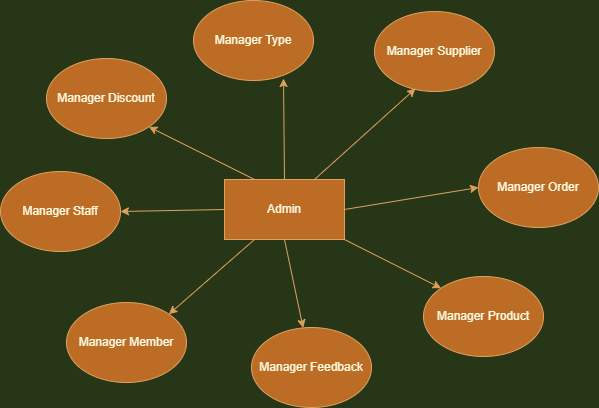 Manager Type
Manager Supplier
Manager Discount
Manager Order
Manager Staff
Admin
Manager Product
Manager Member
Manager Feedback